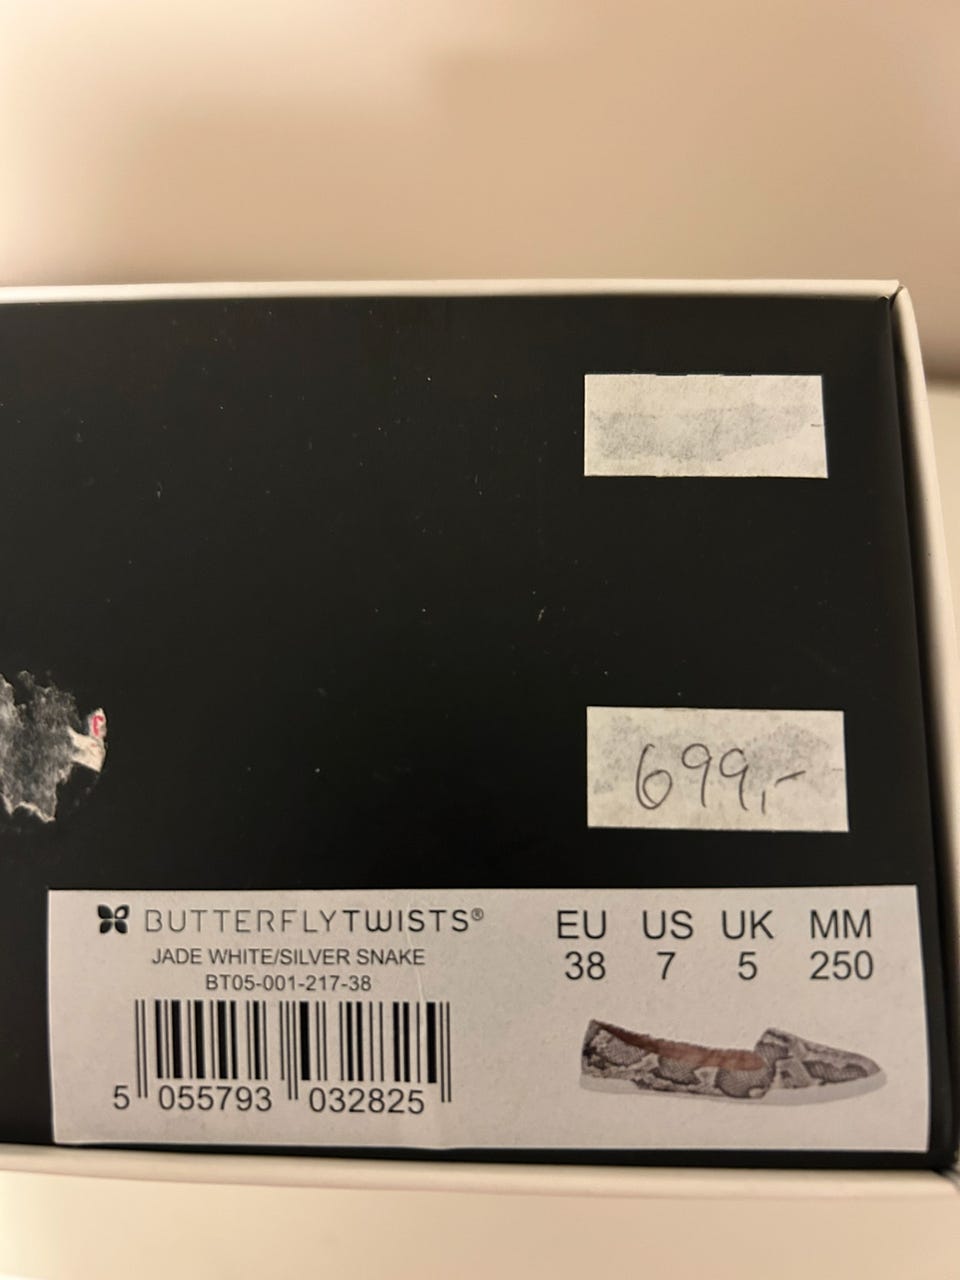 699,-
BUTTERFLYTWISTS®
JADE WHITE/SILVER SNAKE
BT05-001-217-38
5 055793 032825
EU US UK MM
38 7 5 250